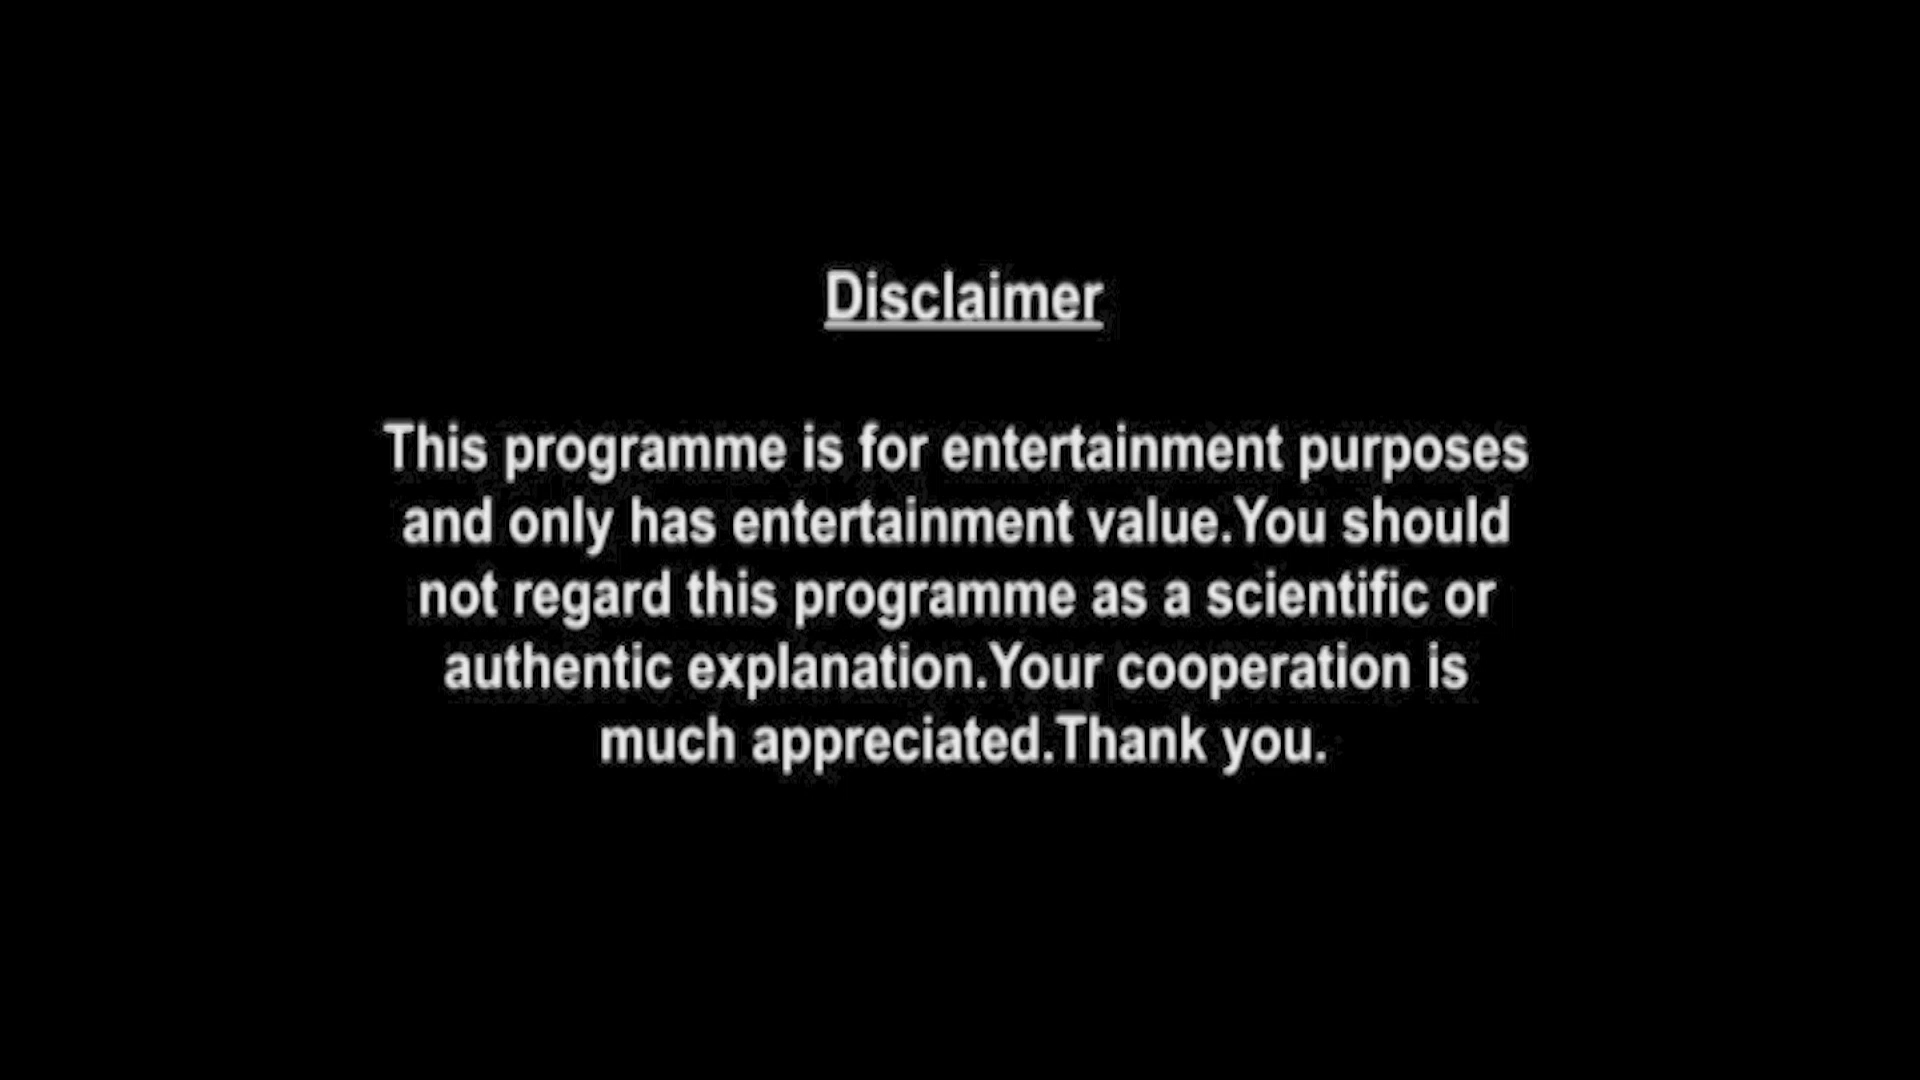 Disclaimer
This programme is for entertainment purposes
and only has entertainment value.You should
not regard this programme as a scientific or
authentic explanation.Your cooperation is
much appreciated.Thank you.